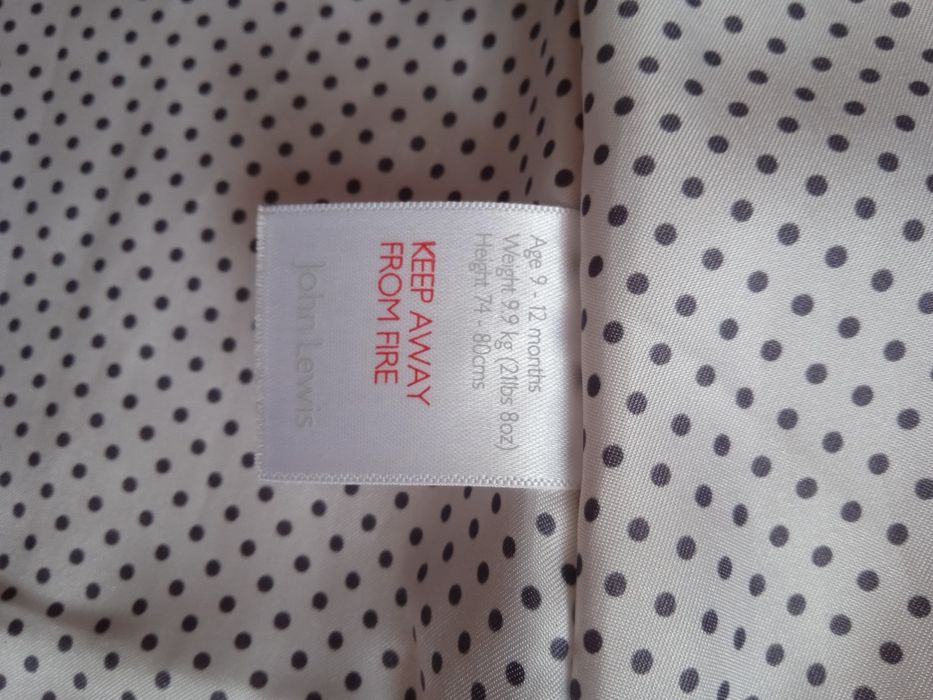 Age 9 - 12 months
Weight 9.9 kg (21lbs 8oz)
Height 74 - 80cms
KEEP AWAY
FROM FIRE
John Lewis